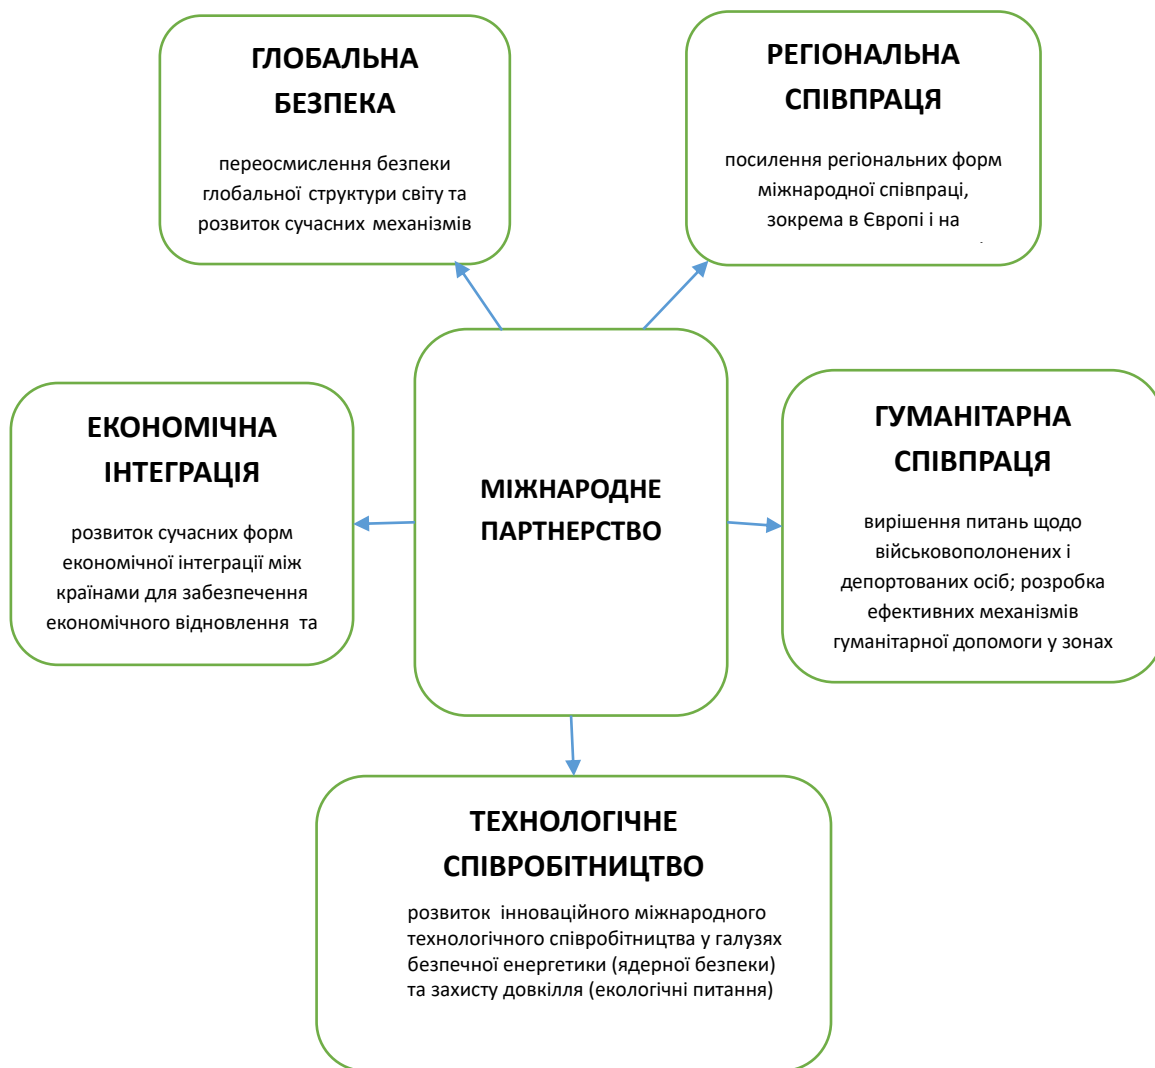 ГЛОБАЛЬНА
БЕЗПЕКА
переосмислення безпеки
глобальної структури світу та
розвиток сучасних механізмів
РЕГІОНАЛЬНА
СПІВПРАЦЯ
посилення регіональних форм
міжнародної співпраці,
зокрема в Європі і на
ЕКОНОМІЧНА
ІНТЕГРАЦІЯ
розвиток сучасних форм
економічної інтеграції між
країнами для забезпечення
економічного відновлення та
МІЖНАРОДНЕ
ПАРТНЕРСТВО
ГУМАНІТАРНА
СПІВПРАЦЯ
вирішення питань щодо
військовополонених і
депортованих осіб; розробка
ефективних механізмів
гуманітарної допомоги у зонах
ТЕХНОЛОГІЧНЕ
СПІВРОБІТНИЦТВО
розвиток інноваційного міжнародного
технологічного співробітництва у галузях
безпечної енергетики (ядерної безпеки)
та захисту довкілля (екологічні питання)